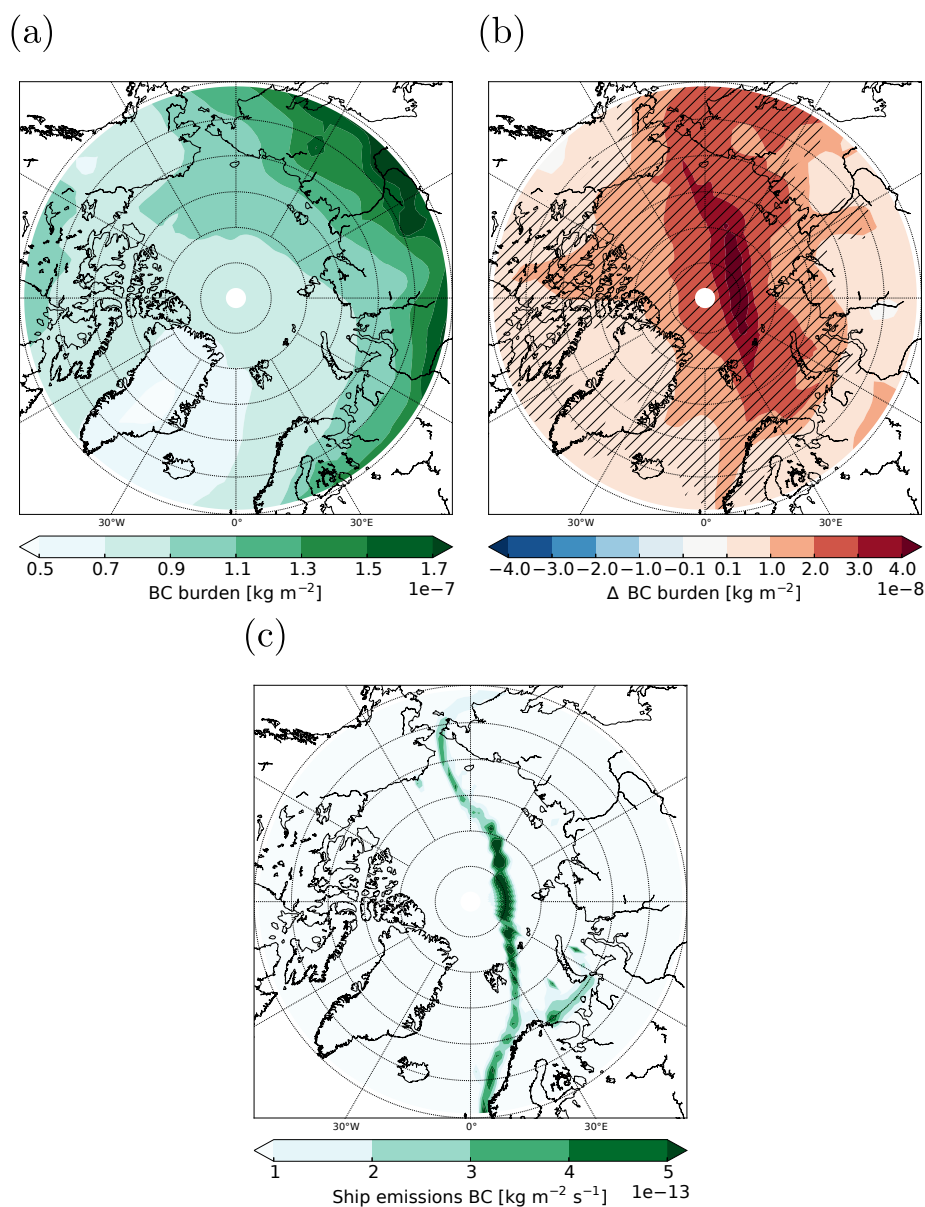 (a)
(b)
30°W 0° 30°E
30°W 0° 30°E
0.5 0.7 0.9 1.1 1.3 1.5 1.7
BC burden [kg m⁻²] 1e−7
−4.0 −3.0 −2.0 −1.0 −0.1 0.1 1.0 2.0 3.0 4.0
Δ BC burden [kg m⁻²] 1e−8
(c)
30°W 0° 30°E
1 2 3 4 5
Ship emissions BC [kg m⁻² s⁻¹] 1e−13